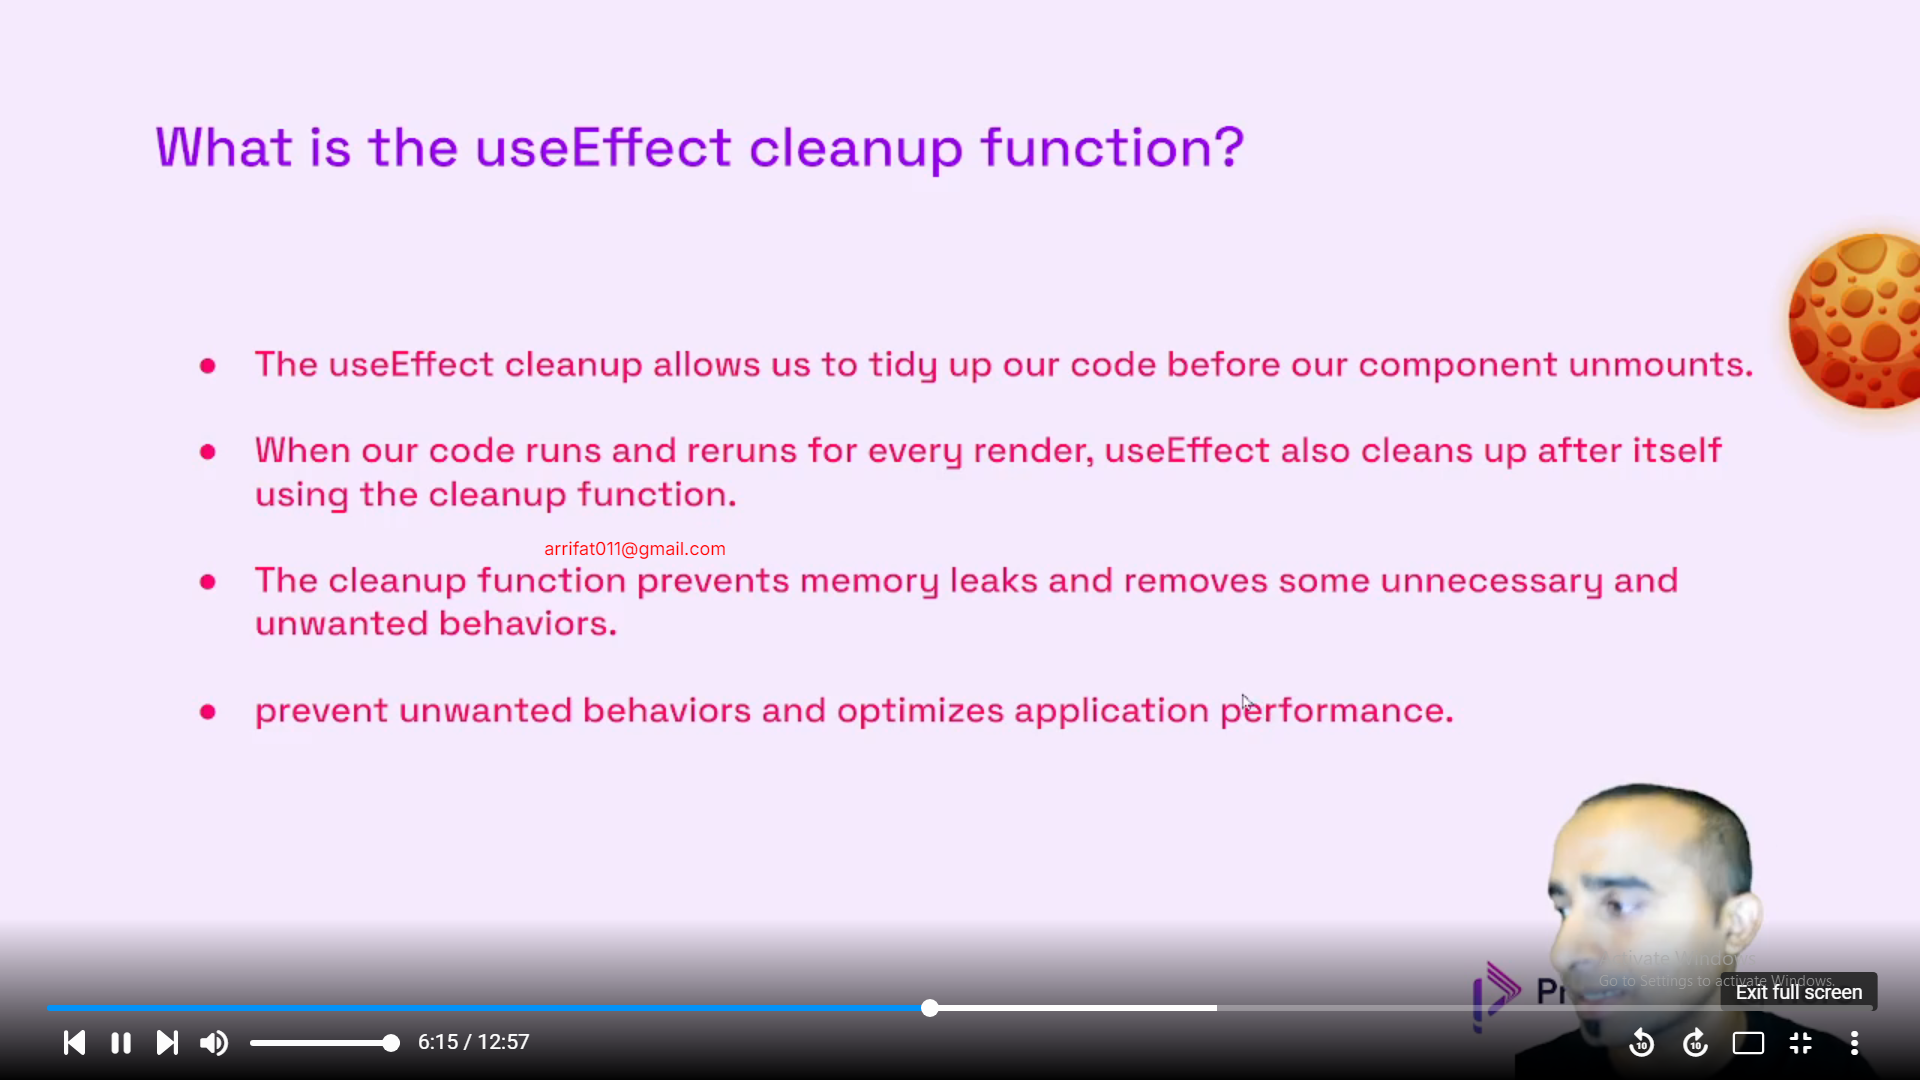 What is the useEffect cleanup function?
● The useEffect cleanup allows us to tidy up our code before our component unmounts.
● When our code runs and reruns for every render, useEffect also cleans up after itself
using the cleanup function.
arrifat011@gmail.com
● The cleanup function prevents memory leaks and removes some unnecessary and
unwanted behaviors.
● prevent unwanted behaviors and optimizes application performance.
Activate Windows
Go to Settings to activate Windows.
Exit full screen
6:15 / 12:57
10
10